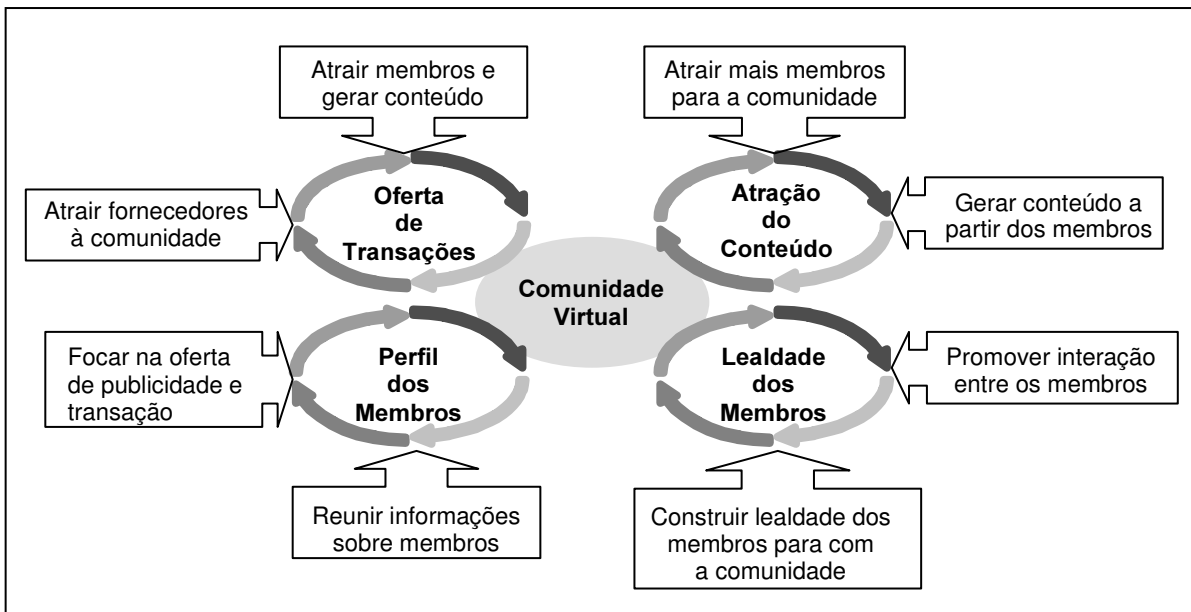 Atrair membros e
gerar conteúdo
Atrair mais membros
para a comunidade
Atrair fornecedores
à comunidade
Oferta
de
Transações
Atração
do
Conteúdo
Gerar conteúdo a
partir dos membros
Comunidade
Virtual
Focar na oferta
de publicidade e
transação
Perfil
dos
Membros
Lealdade
dos
Membros
Promover interação
entre os membros
Reunir informações
sobre membros
Construir lealdade dos
membros para com
a comunidade